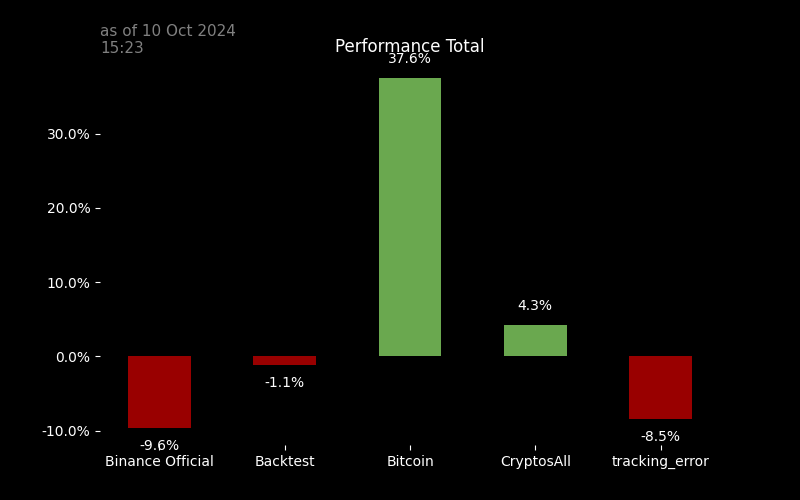 as of 10 Oct 2024
15:23
Performance Total
37.6%
30.0%
20.0%
10.0%
4.3%
0.0%
-1.1%
-10.0%
-9.6%
-8.5%
Binance Official
Backtest
Bitcoin
CryptosAll
tracking_error